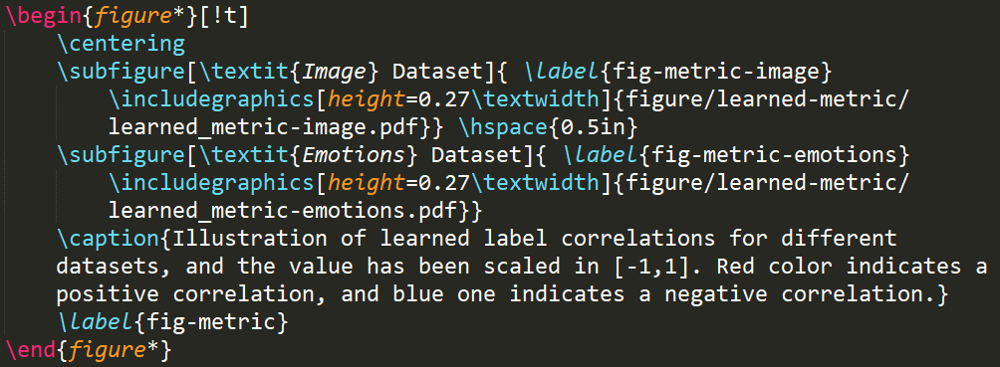 \begin{figure*}[!t]
\centering
\subfigure[\textit{Image} Dataset]{ \label{fig-metric-image}
\includegraphics[height=0.27\textwidth]{figure/learned-metric/
learned_metric-image.pdf}} \hspace{0.5in}
\subfigure[\textit{Emotions} Dataset]{ \label{fig-metric-emotions}
\includegraphics[height=0.27\textwidth]{figure/learned-metric/
learned_metric-emotions.pdf}}
\caption{Illustration of learned label correlations for different
datasets, and the value has been scaled in [-1,1]. Red color indicates a
positive correlation, and blue one indicates a negative correlation.}
\label{fig-metric}
\end{figure*}